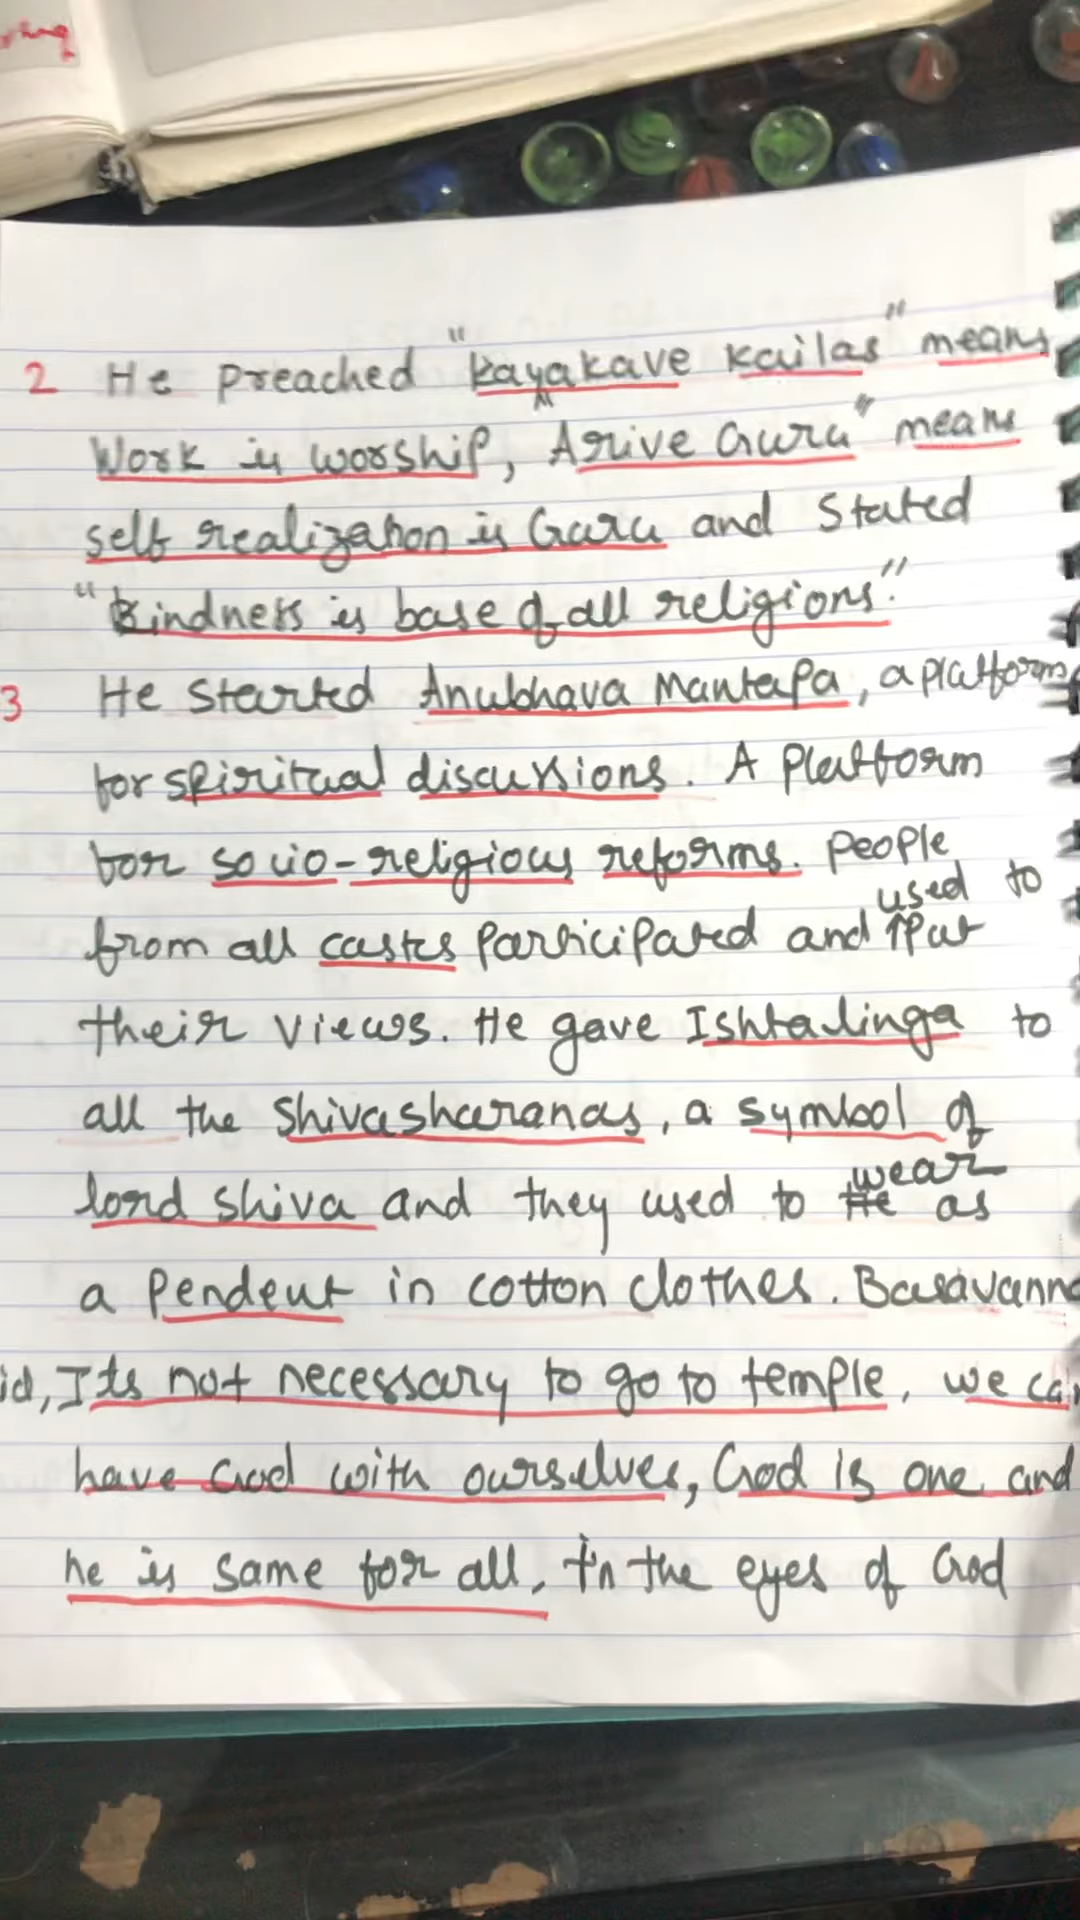 2 He preached "kayakave kailas" means
Work is worship, "Arive Guru" means
self realization is Guru and Stated
"Kindness is base of all religions."
3 He Started Anubhava Mantapa, a platform
for spiritual discussions. A Platform
for socio-religious reforms. People
from all castes participated and used to put
their views. He gave Ishtalinga to
all the Shivasharanas, a symbol of
lord Shiva and they used to wear as
a Pendent in cotton clothes. Basavanna
id, Its not necessary to go to temple, we can
have God with ourselves, God is one and
he is same for all, in the eyes of God